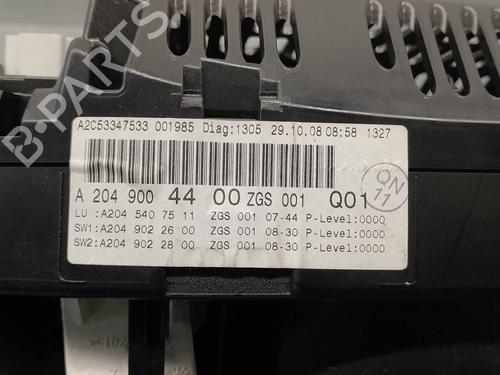 A2C53347533 001985 Diag:1305 29.10.08 08:58 1327
A 204 900 44 00 ZGS 001 Q01
QN
11
LU :A204 540 75 11 ZGS 001 07-44 P-Level:0000
SW1:A204 902 26 00 ZGS 001 08-30 P-Level:0000
SW2:A204 902 28 00 ZGS 001 08-30 P-Level:0000